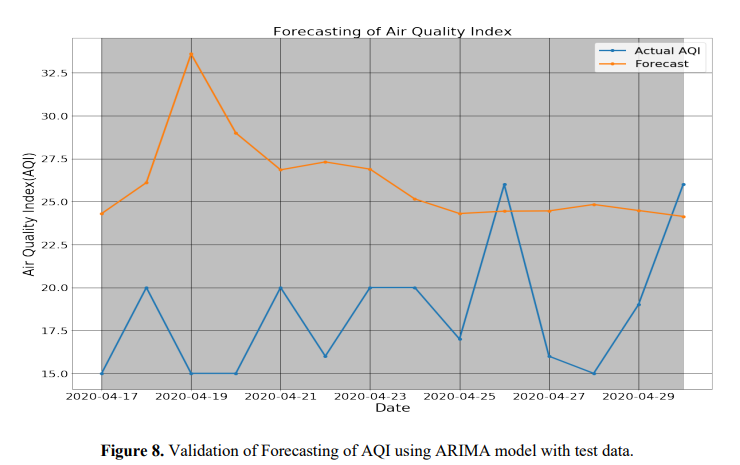 Forecasting of Air Quality Index
Actual AQI
Forecast
Air Quality Index(AQI)
32.5
30.0
27.5
25.0
22.5
20.0
17.5
15.0
2020-04-17 2020-04-19 2020-04-21 2020-04-23 2020-04-25 2020-04-27 2020-04-29
Date
Figure 8. Validation of Forecasting of AQI using ARIMA model with test data.